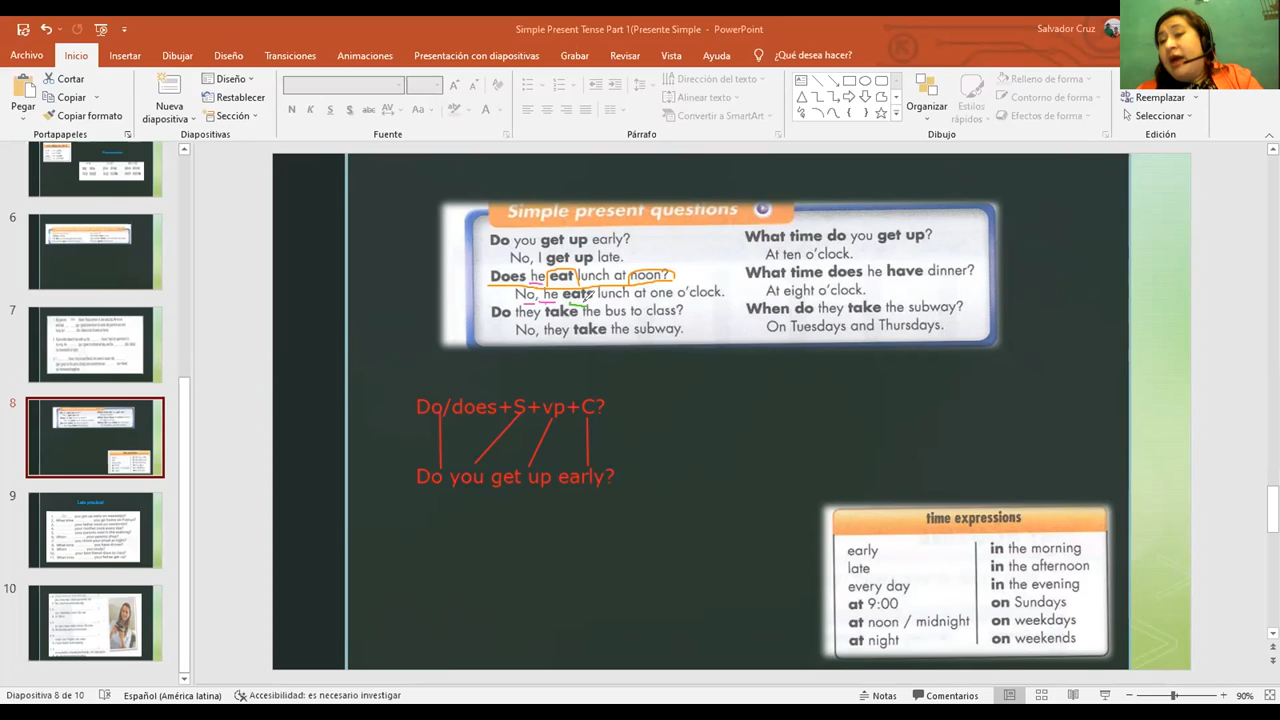 Simple Present Tense Part 1(Presente Simple - PowerPoint
Salvador Cruz
Archivo Inicio Insertar Dibujar Diseño Transiciones Animaciones Presentación con diapositivas Grabar Revisar Vista Ayuda ¿Qué desea hacer?
Pegar
Cortar
Copiar
Copiar formato
Portapapeles
Nueva diapositiva
Diseño
Restablecer
Sección
Diapositivas
N K S S abc AV Aa A
Fuente
Dirección del texto
Alinear texto
Convertir a SmartArt
Párrafo
Organizar
Estilos rápidos
Relleno de forma
Contorno de forma
Efectos de forma
Dibujo
Reemplazar
Seleccionar
Edición
6
7
8
9
10
Simple present questions
Do you get up early?
No, I get up late.
Does he eat lunch at noon?
No, he eats lunch at one o'clock.
Do they take the bus to class?
No, they take the subway.
What time do you get up?
At ten o'clock.
What time does he have dinner?
At eight o'clock.
When do they take the subway?
On Tuesdays and Thursdays.
Do/does+S+vp+C?
Do you get up early?
time expressions
early
late
every day
at 9:00
at noon / midnight
at night
in the morning
in the afternoon
in the evening
on Sundays
on weekdays
on weekends
Diapositiva 8 de 10 Español (América latina) Accesibilidad: es necesario investigar Notas Comentarios 90%